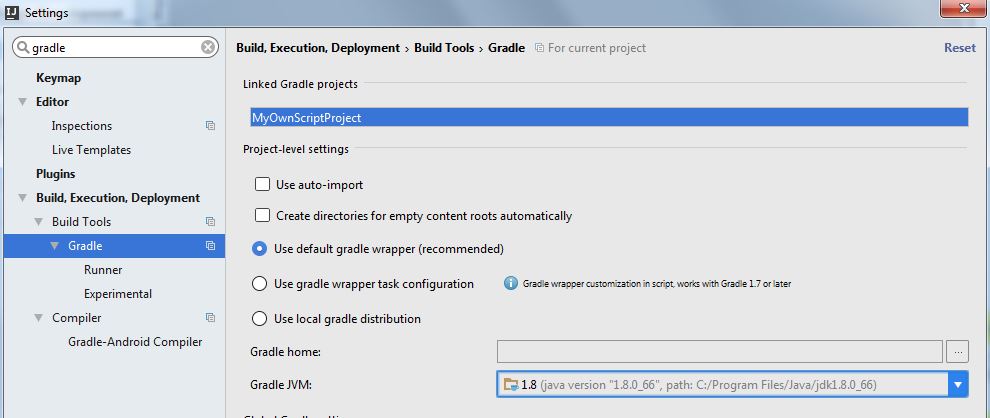 Settings
gradle
Keymap
Editor
Inspections
Live Templates
Plugins
Build, Execution, Deployment
Build Tools
Gradle
Runner
Experimental
Compiler
Gradle-Android Compiler
Build, Execution, Deployment › Build Tools › Gradle For current project Reset
Linked Gradle projects
MyOwnScriptProject
Project-level settings
Use auto-import
Create directories for empty content roots automatically
Use default gradle wrapper (recommended)
Use gradle wrapper task configuration Gradle wrapper customization in script, works with Gradle 1.7 or later
Use local gradle distribution
Gradle home: ...
Gradle JVM: 1.8 (java version "1.8.0_66", path: C:/Program Files/Java/jdk1.8.0_66)